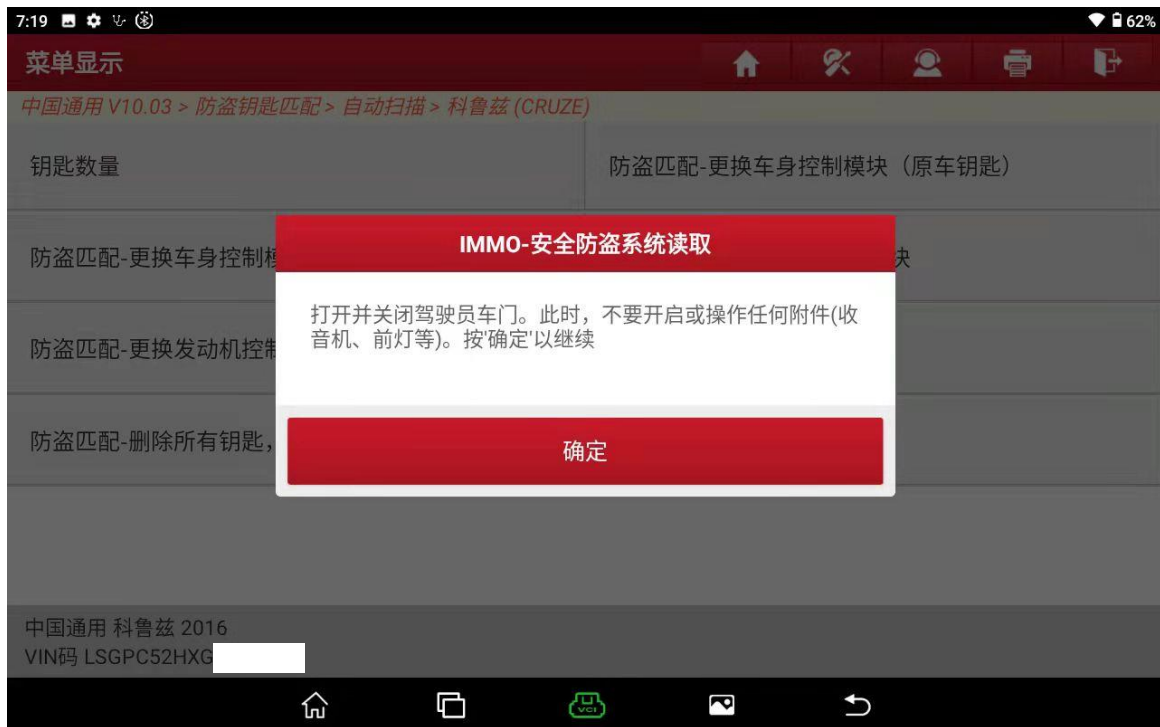 7:19
62%
菜单显示
中国通用 V10.03 > 防盗钥匙匹配 > 自动扫描 > 科鲁兹 (CRUZE)
钥匙数量
防盗匹配-更换车身控制模块（原车钥匙）
防盗匹配-更换车身控制模
块
IMMO-安全防盗系统读取
打开并关闭驾驶员车门。此时，不要开启或操作任何附件(收
音机、前灯等)。按'确定'以继续
防盗匹配-更换发动机控制
防盗匹配-删除所有钥匙，
确定
中国通用 科鲁兹 2016
VIN码 LSGPC52HXG
VCI